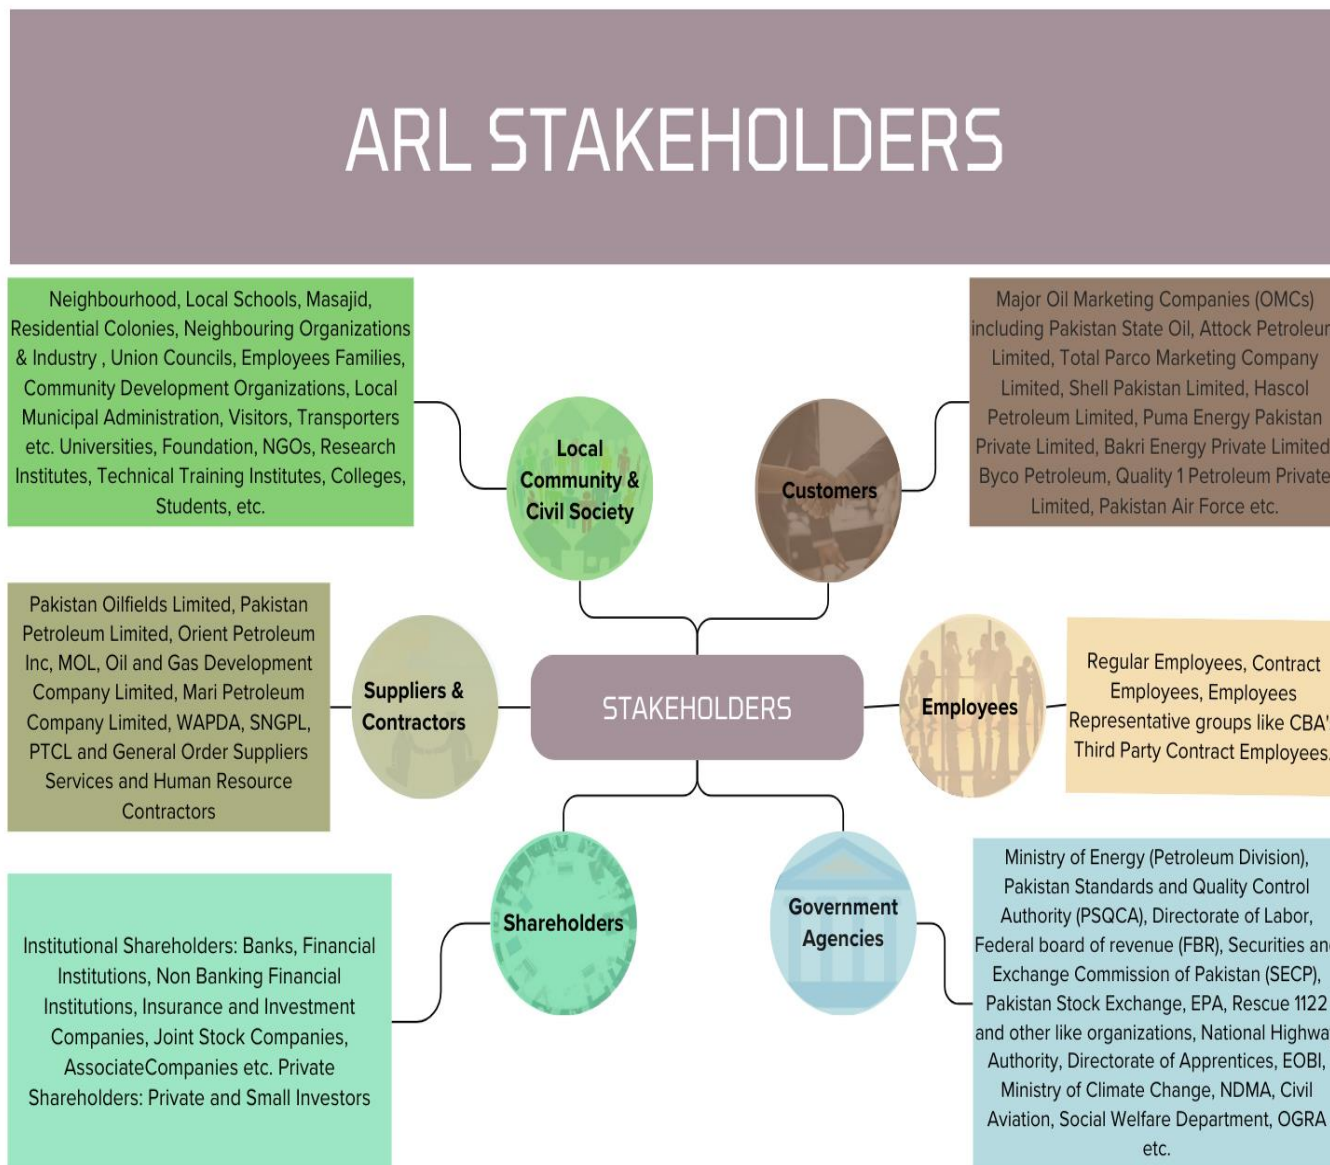 ARL STAKEHOLDERS
Neighbourhood, Local Schools, Masajid,
Residential Colonies, Neighbouring Organizations
& Industry , Union Councils, Employees Families,
Community Development Organizations, Local
Municipal Administration, Visitors, Transporters
etc. Universities, Foundation, NGOs, Research
Institutes, Technical Training Institutes, Colleges,
Students, etc.
Local
Community &
Civil Society
Customers
Major Oil Marketing Companies (OMCs)
including Pakistan State Oil, Attock Petroleum
Limited, Total Parco Marketing Company
Limited, Shell Pakistan Limited, Hascol
Petroleum Limited, Puma Energy Pakistan
Private Limited, Bakri Energy Private Limited
Byco Petroleum, Quality 1 Petroleum Private
Limited, Pakistan Air Force etc.
Pakistan Oilfields Limited, Pakistan
Petroleum Limited, Orient Petroleum
Inc, MOL, Oil and Gas Development
Company Limited, Mari Petroleum
Company Limited, WAPDA, SNGPL,
PTCL and General Order Suppliers
Services and Human Resource
Contractors
Suppliers &
Contractors
STAKEHOLDERS
Employees
Regular Employees, Contract
Employees, Employees
Representative groups like CBA'
Third Party Contract Employees.
Institutional Shareholders: Banks, Financial
Institutions, Non Banking Financial
Institutions, Insurance and Investment
Companies, Joint Stock Companies,
AssociateCompanies etc. Private
Shareholders: Private and Small Investors
Shareholders
Government
Agencies
Ministry of Energy (Petroleum Division),
Pakistan Standards and Quality Control
Authority (PSQCA), Directorate of Labor,
Federal board of revenue (FBR), Securities and
Exchange Commission of Pakistan (SECP),
Pakistan Stock Exchange, EPA, Rescue 1122
and other like organizations, National Highway
Authority, Directorate of Apprentices, EOBI,
Ministry of Climate Change, NDMA, Civil
Aviation, Social Welfare Department, OGRA
etc.